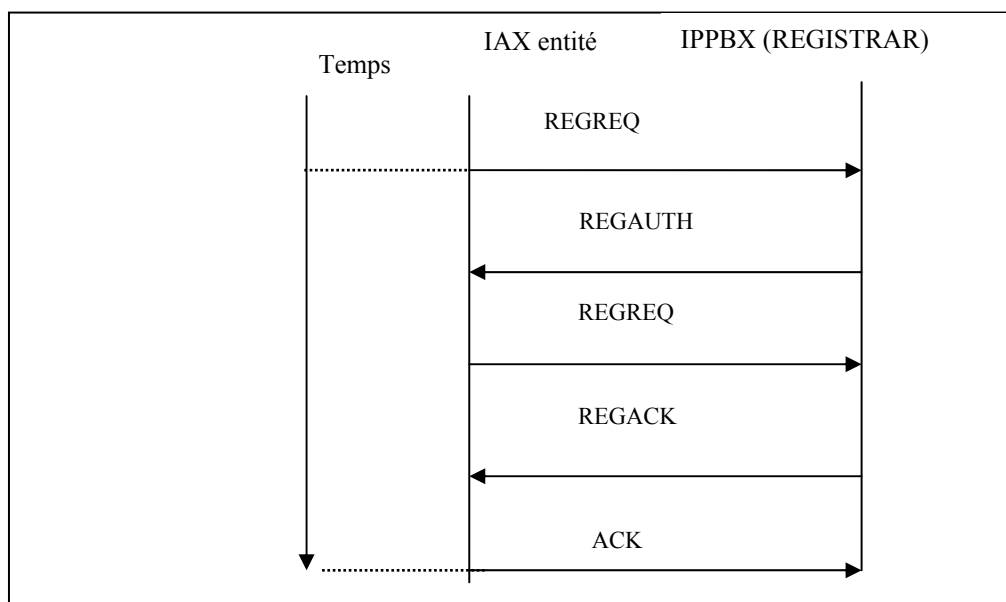 IAX entité
IPPBX (REGISTRAR)
Temps
REGREQ
REGAUTH
REGREQ
REGACK
ACK